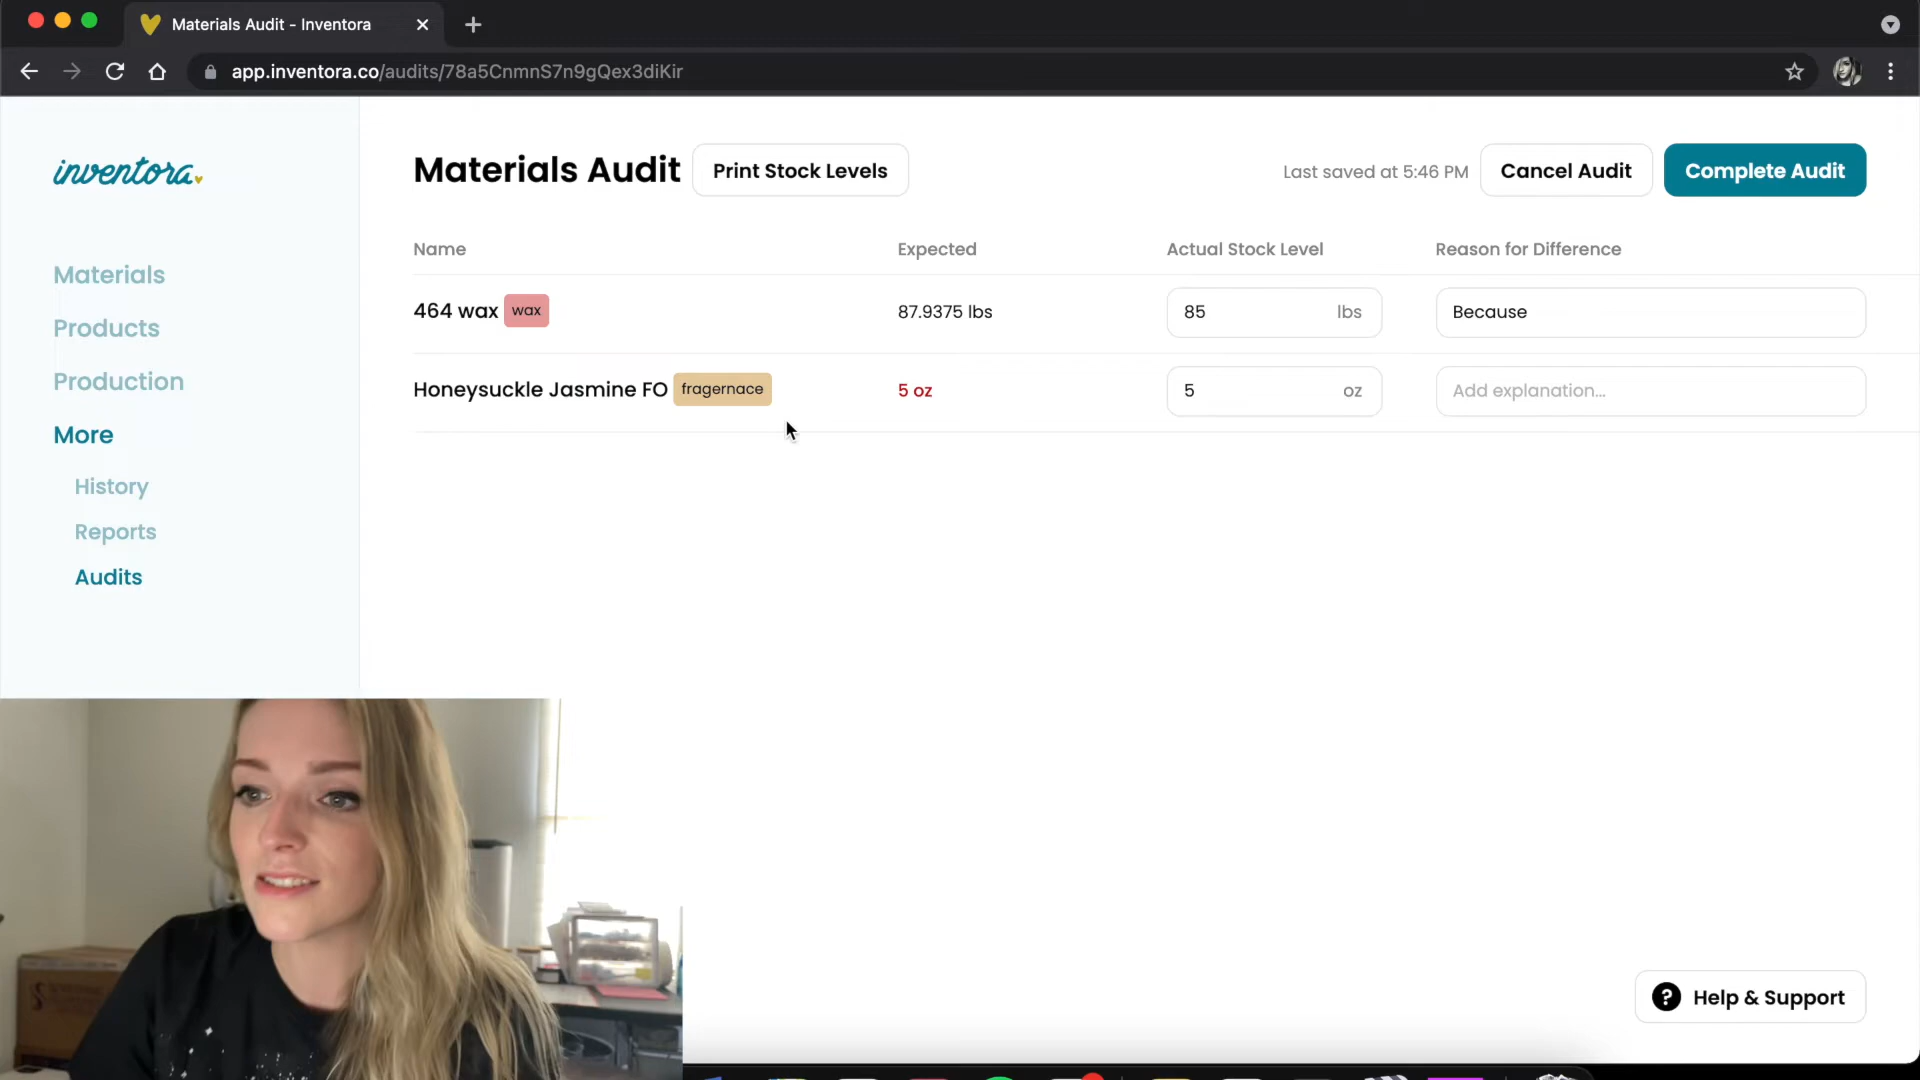 Materials Audit - Inventora
app.inventora.co/audits/78a5CnmnS7n9gQex3diKir
inventora
Materials
Products
Production
More
History
Reports
Audits
Materials Audit
Print Stock Levels
Last saved at 5:46 PM
Cancel Audit
Complete Audit
Name Expected Actual Stock Level Reason for Difference
464 wax wax 87.9375 lbs 85 lbs Because
Honeysuckle Jasmine FO fragernace 5 oz 5 oz Add explanation...
? Help & Support